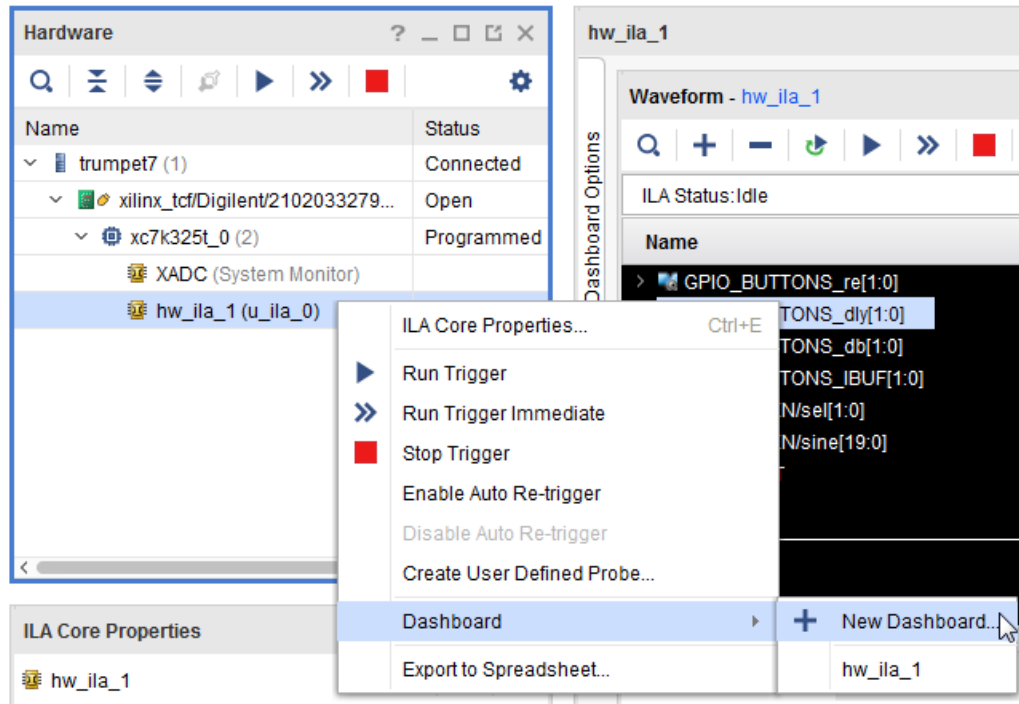 Hardware
Name Status
trumpet7 (1) Connected
xilinx_tcf/Digilent/2102033279... Open
xc7k325t_0 (2) Programmed
XADC (System Monitor)
hw_ila_1 (u_ila_0)
ILA Core Properties
hw_ila_1
ILA Core Properties... Ctrl+E
Run Trigger
Run Trigger Immediate
Stop Trigger
Enable Auto Re-trigger
Disable Auto Re-trigger
Create User Defined Probe...
Dashboard
Export to Spreadsheet...
New Dashboard...
hw_ila_1
hw_ila_1
Dashboard Options
Waveform - hw_ila_1
ILA Status:Idle
Name
GPIO_BUTTONS_re[1:0]
TONS_dly[1:0]
TONS_db[1:0]
TONS_IBUF[1:0]
N/sel[1:0]
N/sine[19:0]